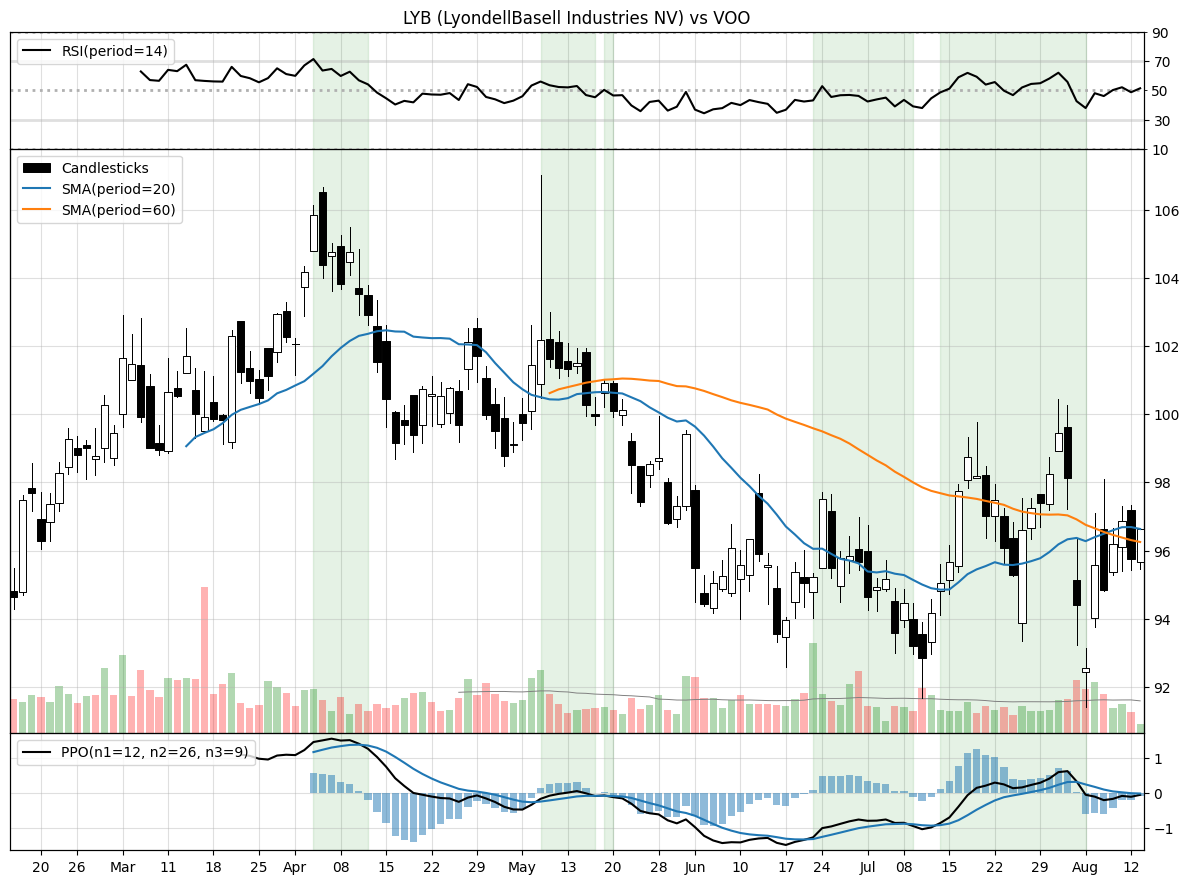 LYB (LyondellBasell Industries NV) vs VOO
RSI(period=14)
90
70
50
30
10
Candlesticks
SMA(period=20)
SMA(period=60)
106
104
102
100
98
96
94
92
PPO(n1=12, n2=26, n3=9)
1
0
−1
20 26 Mar 11 18 25 Apr 08 15 22 29 May 13 20 28 Jun 10 17 24 Jul 08 15 22 29 Aug 12